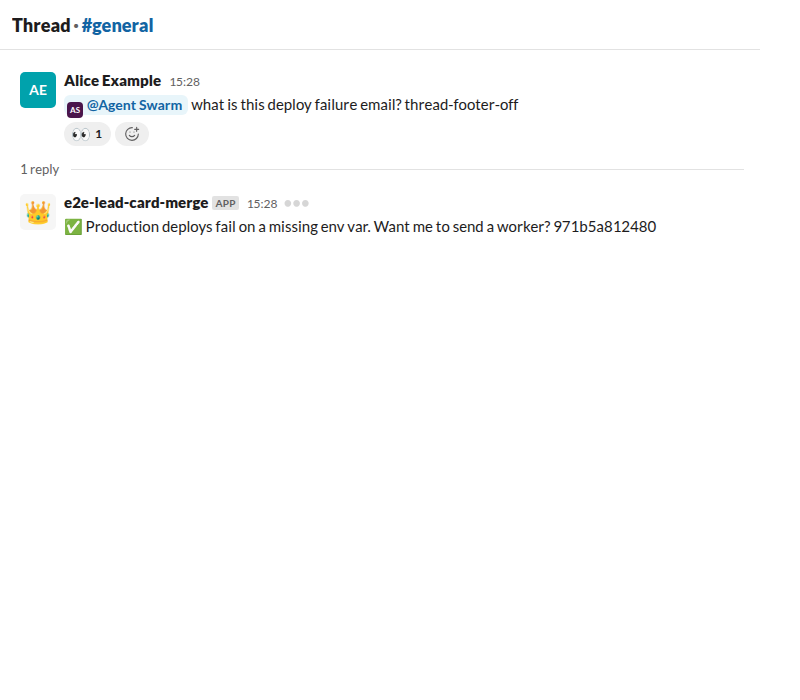 Thread • #general
AE
Alice Example 15:28
AS @Agent Swarm what is this deploy failure email? thread-footer-off
👀 1
1 reply
e2e-lead-card-merge APP 15:28
✅ Production deploys fail on a missing env var. Want me to send a worker? 971b5a812480